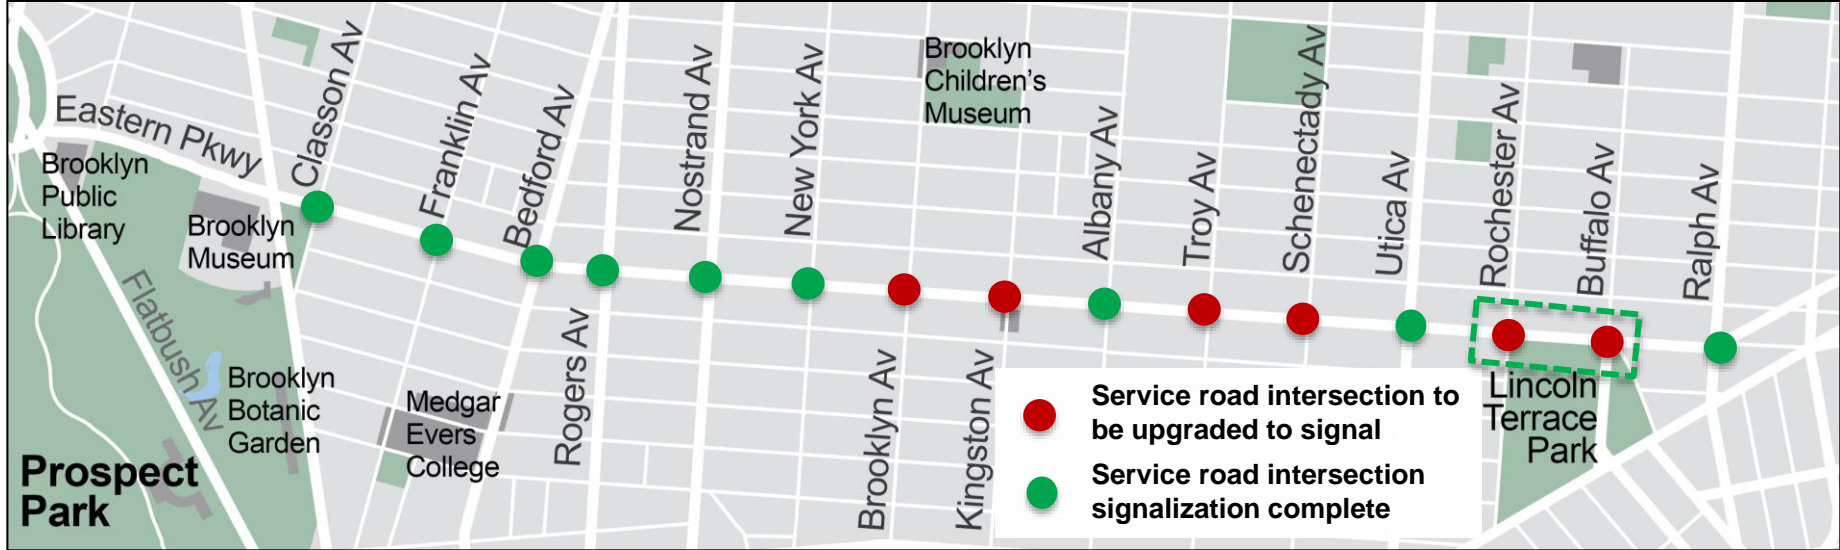 Eastern Pkwy
Classon Av
Franklin Av
Bedford Av
Rogers Av
Nostrand Av
New York Av
Brooklyn Av
Kingston Av
Albany Av
Troy Av
Schenectady Av
Utica Av
Rochester Av
Buffalo Av
Ralph Av
Brooklyn
Children's
Museum
Brooklyn
Public
Library
Brooklyn
Museum
Flatbush Av
Brooklyn
Botanic
Garden
Medgar
Evers
College
Prospect
Park
Lincoln
Terrace
Park
Service road intersection to
be upgraded to signal
Service road intersection
signalization complete